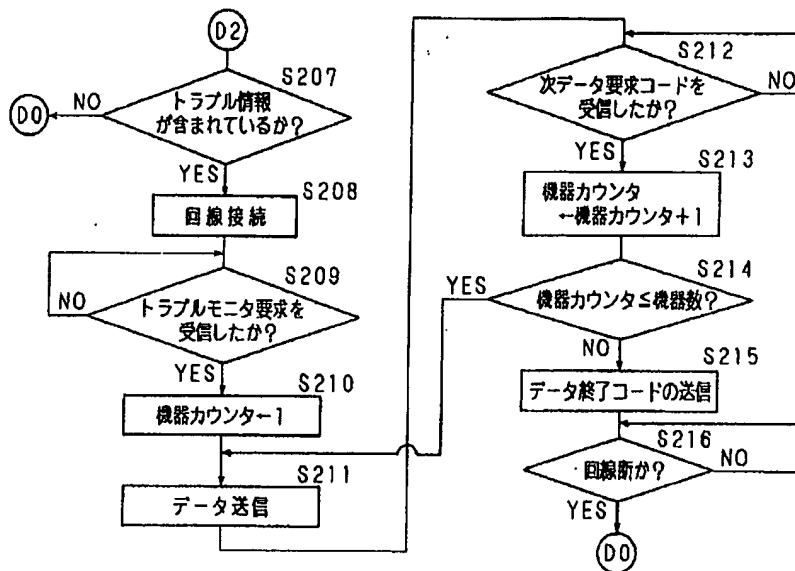 D2
S207
トラブル情報
が含まれているか?
NO
D0
YES
S208
回線接続
S209
トラブルモニタ要求を
受信したか?
NO
YES
S210
機器カウンタ←1
S211
データ送信
S212
次データ要求コードを
受信したか?
NO
YES
S213
機器カウンタ
←機器カウンタ+1
S214
機器カウンタ≦機器数?
YES
NO
S215
データ終了コードの送信
S216
回線断か?
NO
YES
D0